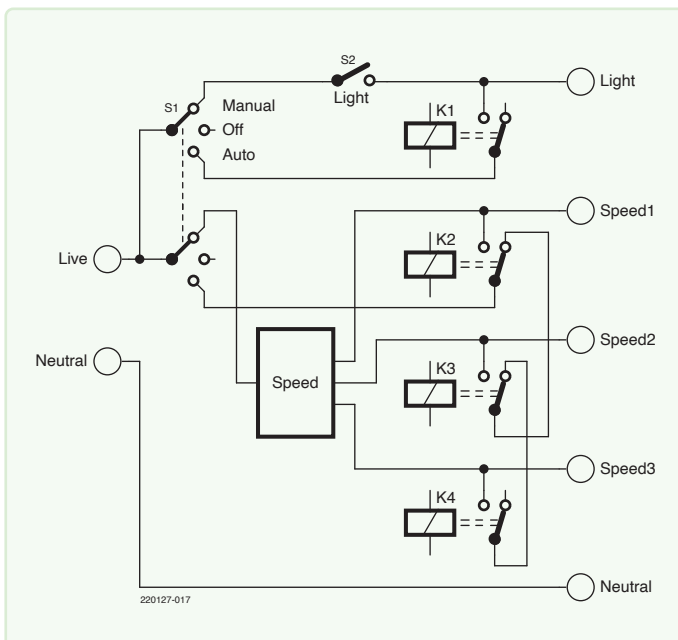 S2
Light
Light
S1
Manual
Off
Auto
K1
Speed1
K2
Live
Speed2
Neutral
K3
Speed
Speed3
K4
Neutral
220127-017